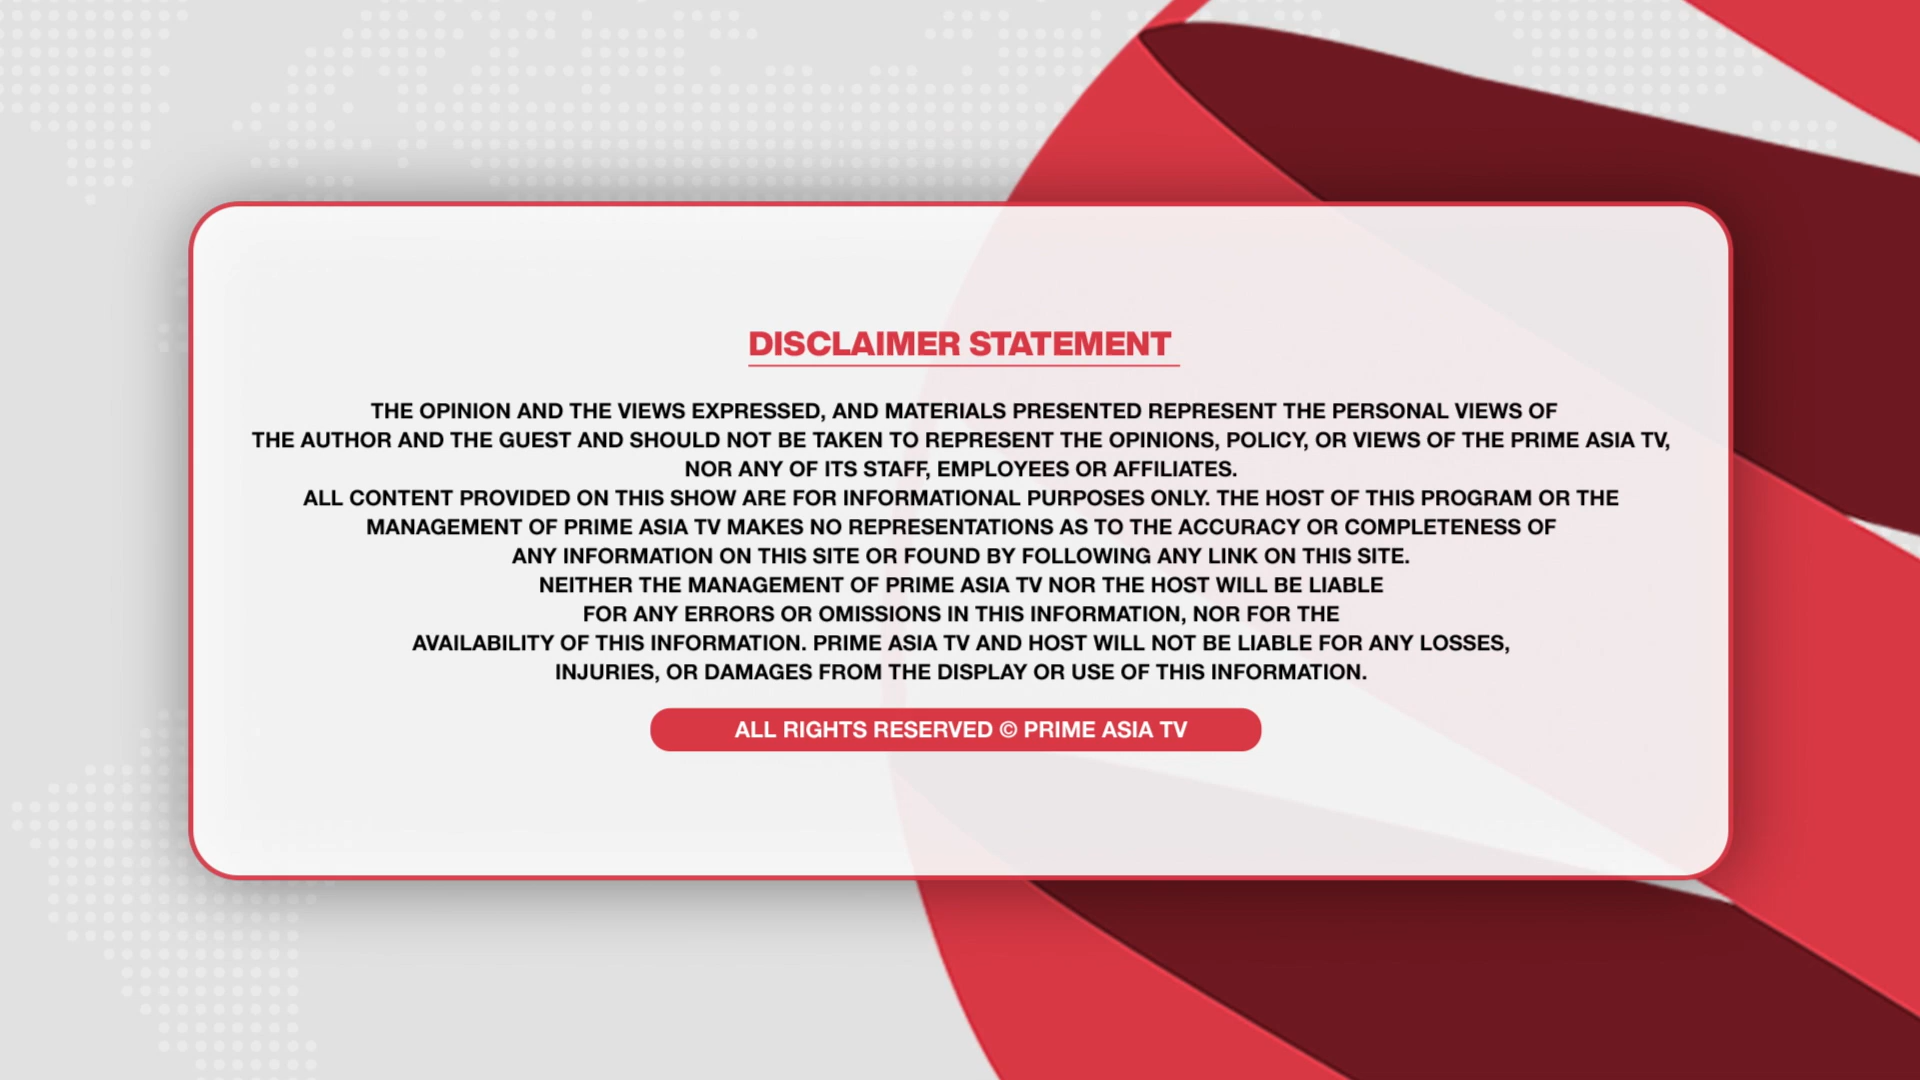 DISCLAIMER STATEMENT
THE OPINION AND THE VIEWS EXPRESSED, AND MATERIALS PRESENTED REPRESENT THE PERSONAL VIEWS OF
THE AUTHOR AND THE GUEST AND SHOULD NOT BE TAKEN TO REPRESENT THE OPINIONS, POLICY, OR VIEWS OF THE PRIME ASIA TV,
NOR ANY OF ITS STAFF, EMPLOYEES OR AFFILIATES.
ALL CONTENT PROVIDED ON THIS SHOW ARE FOR INFORMATIONAL PURPOSES ONLY. THE HOST OF THIS PROGRAM OR THE
MANAGEMENT OF PRIME ASIA TV MAKES NO REPRESENTATIONS AS TO THE ACCURACY OR COMPLETENESS OF
ANY INFORMATION ON THIS SITE OR FOUND BY FOLLOWING ANY LINK ON THIS SITE.
NEITHER THE MANAGEMENT OF PRIME ASIA TV NOR THE HOST WILL BE LIABLE
FOR ANY ERRORS OR OMISSIONS IN THIS INFORMATION, NOR FOR THE
AVAILABILITY OF THIS INFORMATION. PRIME ASIA TV AND HOST WILL NOT BE LIABLE FOR ANY LOSSES,
INJURIES, OR DAMAGES FROM THE DISPLAY OR USE OF THIS INFORMATION.
ALL RIGHTS RESERVED © PRIME ASIA TV